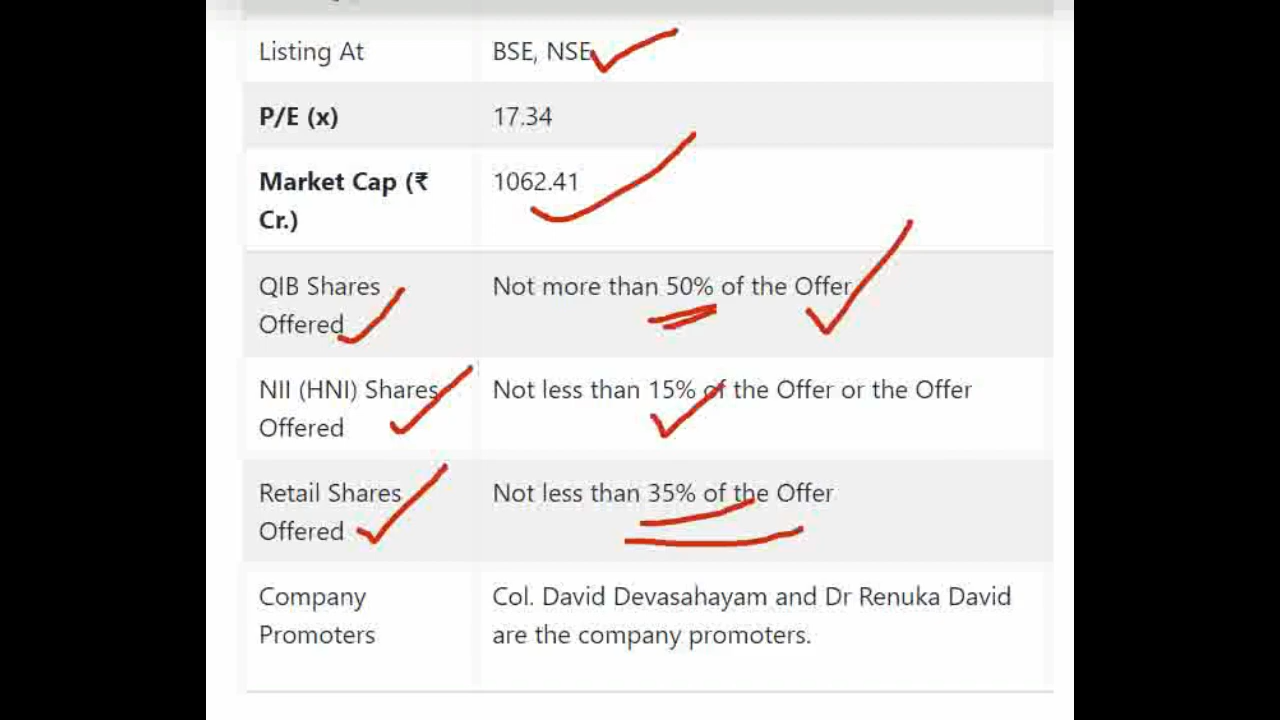 Listing At BSE, NSE
P/E (x) 17.34
Market Cap (₹ 1062.41
Cr.)
QIB Shares Not more than 50% of the Offer
Offered
NII (HNI) Shares Not less than 15% of the Offer or the Offer
Offered
Retail Shares Not less than 35% of the Offer
Offered
Company Col. David Devasahayam and Dr Renuka David
Promoters are the company promoters.